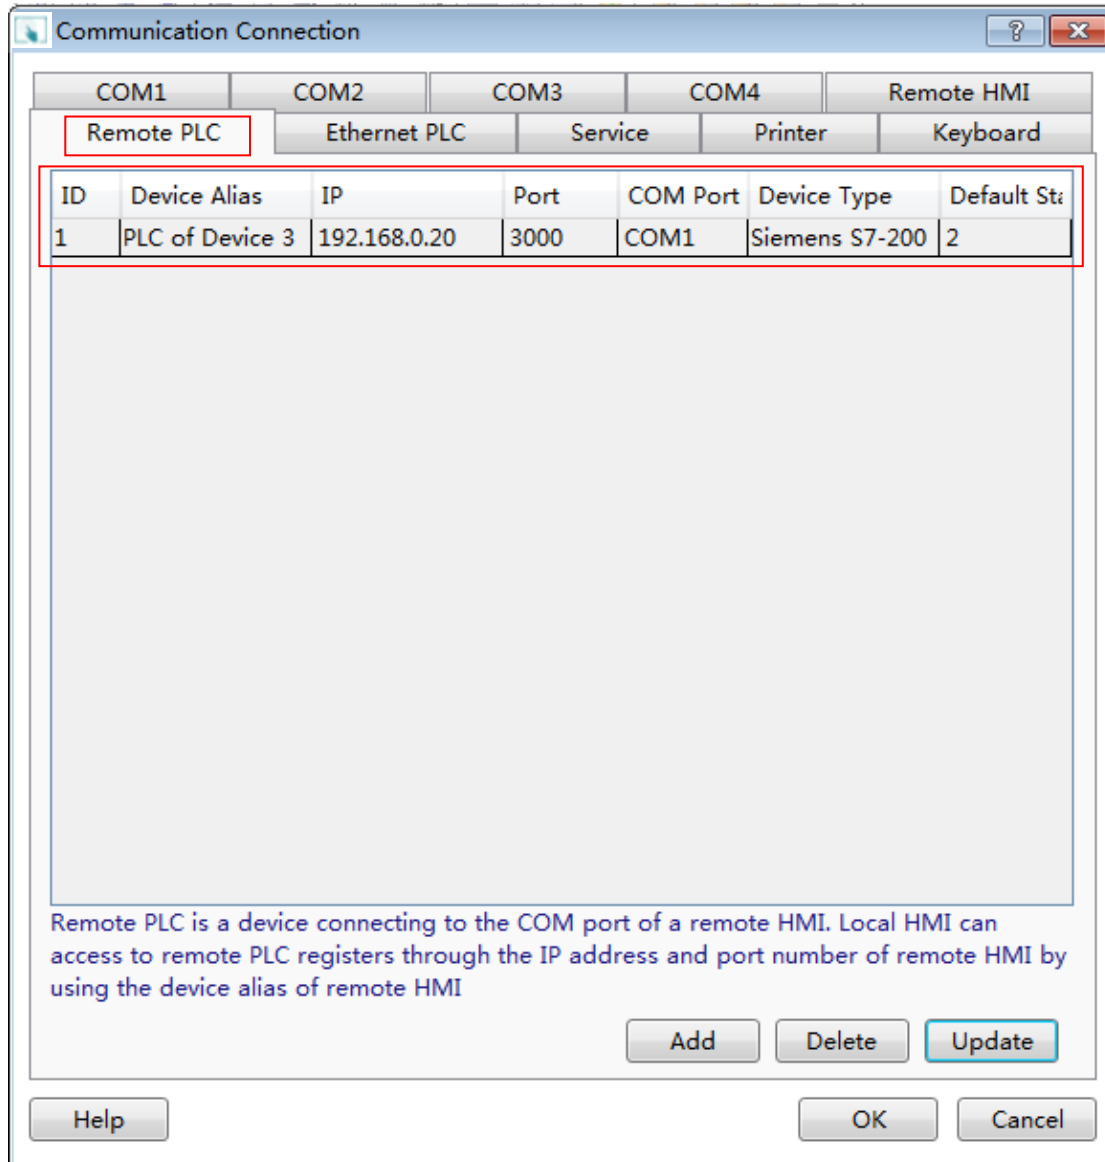 Communication Connection
COM1 COM2 COM3 COM4 Remote HMI
Remote PLC Ethernet PLC Service Printer Keyboard
ID Device Alias IP Port COM Port Device Type Default Sta
1 PLC of Device 3 192.168.0.20 3000 COM1 Siemens S7-200 2
Remote PLC is a device connecting to the COM port of a remote HMI. Local HMI can
access to remote PLC registers through the IP address and port number of remote HMI by
using the device alias of remote HMI
Add Delete Update
Help OK Cancel